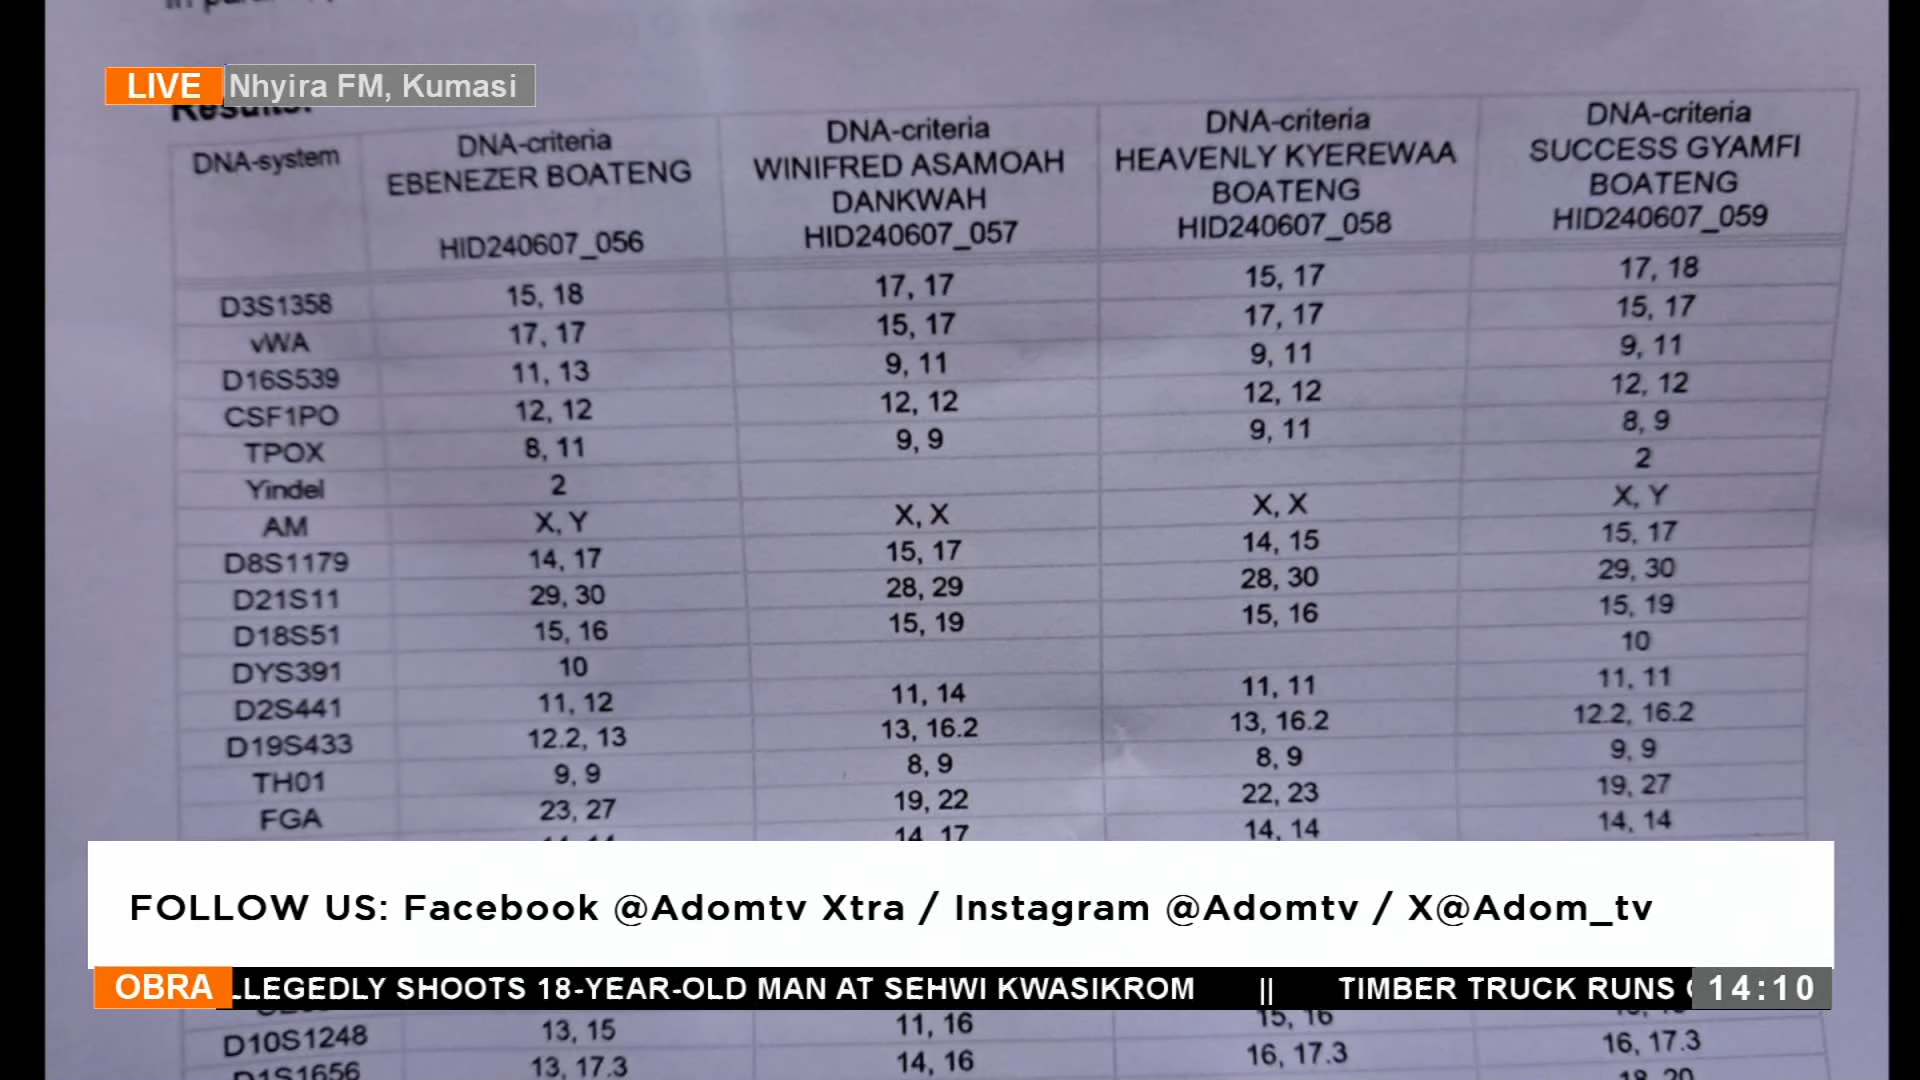 LIVE Nhyira FM, Kumasi
Results:
DNA-system
DNA-criteria
EBENEZER BOATENG
HID240607_056
DNA-criteria
WINIFRED ASAMOAH
DANKWAH
HID240607_057
DNA-criteria
HEAVENLY KYEREWAA
BOATENG
HID240607_058
DNA-criteria
SUCCESS GYAMFI
BOATENG
HID240607_059
D3S1358 15, 18 17, 17 15, 17 17, 18
vWA 17, 17 15, 17 17, 17 15, 17
D16S539 11, 13 9, 11 9, 11 9, 11
CSF1PO 12, 12 12, 12 12, 12 12, 12
TPOX 8, 11 9, 9 9, 11 8, 9
Yindel 2 2
AM X, Y X, X X, X X, Y
D8S1179 14, 17 15, 17 14, 15 15, 17
D21S11 29, 30 28, 29 28, 30 29, 30
D18S51 15, 16 15, 19 15, 16 15, 19
DYS391 10 10
D2S441 11, 12 11, 14 11, 11 11, 11
D19S433 12.2, 13 13, 16.2 13, 16.2 12.2, 16.2
TH01 9, 9 8, 9 8, 9 9, 9
FGA 23, 27 19, 22 22, 23 19, 27
14, 17 14, 14 14, 14
FOLLOW US: Facebook @Adomtv Xtra / Instagram @Adomtv / X@Adom_tv
OBRA LLEGEDLY SHOOTS 18-YEAR-OLD MAN AT SEHWI KWASIKROM || TIMBER TRUCK RUNS 14:10
D10S1248 13, 15 11, 16 15, 16
D1S1656 13, 17.3 14, 16 16, 17.3 16, 17.3